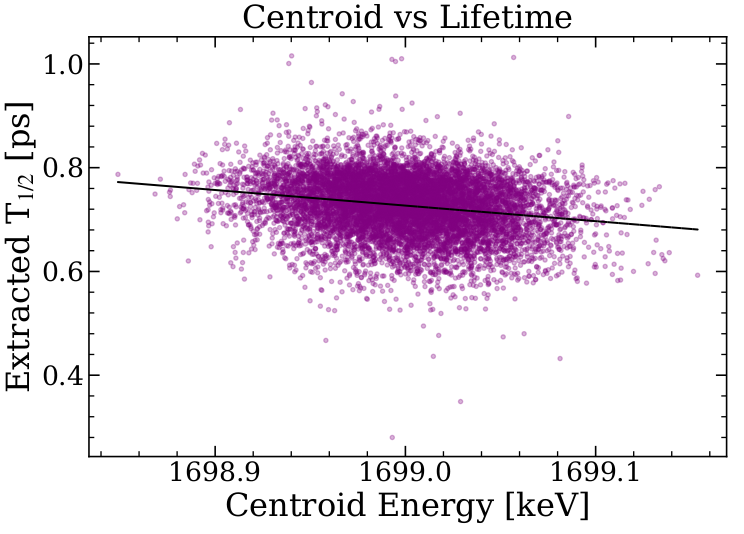 Centroid vs Lifetime
Extracted T1/2 [ps]
1.0
0.8
0.6
0.4
1698.9 1699.0 1699.1
Centroid Energy [keV]